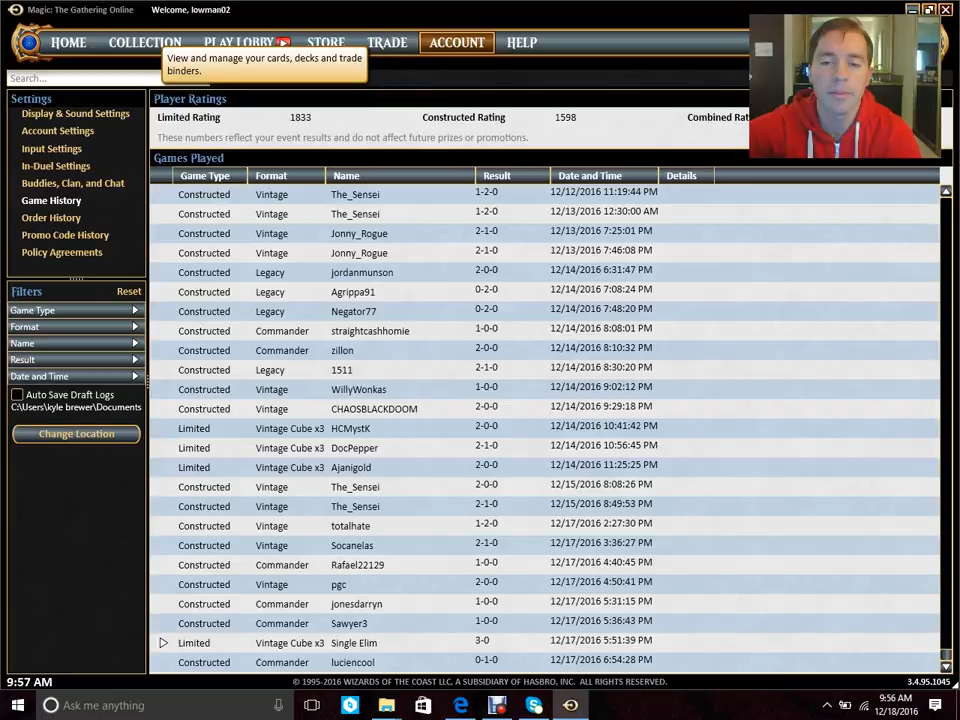 Magic: The Gathering Online Welcome, lowman02
HOME COLLECTION PLAY LOBBY STORE TRADE ACCOUNT HELP
View and manage your cards, decks and trade
binders.
Search...
Settings
Display & Sound Settings
Account Settings
Input Settings
In-Duel Settings
Buddies, Clan, and Chat
Game History
Order History
Promo Code History
Policy Agreements
Filters Reset
Game Type
Format
Name
Result
Date and Time
Auto Save Draft Logs
C:\Users\kyle brewer\Documents
Change Location
Player Ratings
Limited Rating 1833 Constructed Rating 1598 Combined
These numbers reflect your event results and do not affect future prizes or promotions.
Games Played
Game Type Format Name Result Date and Time Details
Constructed Vintage The_Sensei 1-2-0 12/12/2016 11:19:44 PM
Constructed Vintage The_Sensei 1-2-0 12/13/2016 12:30:00 AM
Constructed Vintage Jonny_Rogue 2-1-0 12/13/2016 7:25:01 PM
Constructed Vintage Jonny_Rogue 2-1-0 12/13/2016 7:46:08 PM
Constructed Legacy jordanmunson 2-0-0 12/14/2016 6:31:47 PM
Constructed Legacy Agrippa91 0-2-0 12/14/2016 7:08:24 PM
Constructed Legacy Negator77 0-2-0 12/14/2016 7:48:20 PM
Constructed Commander straightcashhomie 1-0-0 12/14/2016 8:08:01 PM
Constructed Commander zillon 2-0-0 12/14/2016 8:10:32 PM
Constructed Legacy 1511 2-1-0 12/14/2016 8:30:20 PM
Constructed Vintage WillyWonkas 1-0-0 12/14/2016 9:02:12 PM
Constructed Vintage CHAOSBLACKDOOM 2-0-0 12/14/2016 9:29:18 PM
Limited Vintage Cube x3 HCMystK 2-0-0 12/14/2016 10:41:42 PM
Limited Vintage Cube x3 DocPepper 2-1-0 12/14/2016 10:56:45 PM
Limited Vintage Cube x3 Ajanigold 2-0-0 12/14/2016 11:25:25 PM
Constructed Vintage The_Sensei 2-0-0 12/15/2016 8:08:26 PM
Constructed Vintage The_Sensei 2-1-0 12/15/2016 8:49:53 PM
Constructed Vintage totalhate 1-2-0 12/17/2016 2:27:30 PM
Constructed Vintage Socanelas 2-1-0 12/17/2016 3:36:27 PM
Constructed Commander Rafael22129 1-0-0 12/17/2016 4:40:45 PM
Constructed Vintage pgc 2-0-0 12/17/2016 4:50:41 PM
Constructed Commander jonesdarryn 1-0-0 12/17/2016 5:31:15 PM
Constructed Commander Sawyer3 1-0-0 12/17/2016 5:36:43 PM
Limited Vintage Cube x3 Single Elim 3-0 12/17/2016 5:51:39 PM
Constructed Commander luciencool 0-1-0 12/17/2016 6:54:28 PM
9:57 AM © 1995-2016 WIZARDS OF THE COAST LLC, A SUBSIDIARY OF HASBRO, INC. ALL RIGHTS RESERVED. 3.4.95.1045
Ask me anything
9:56 AM
12/18/2016